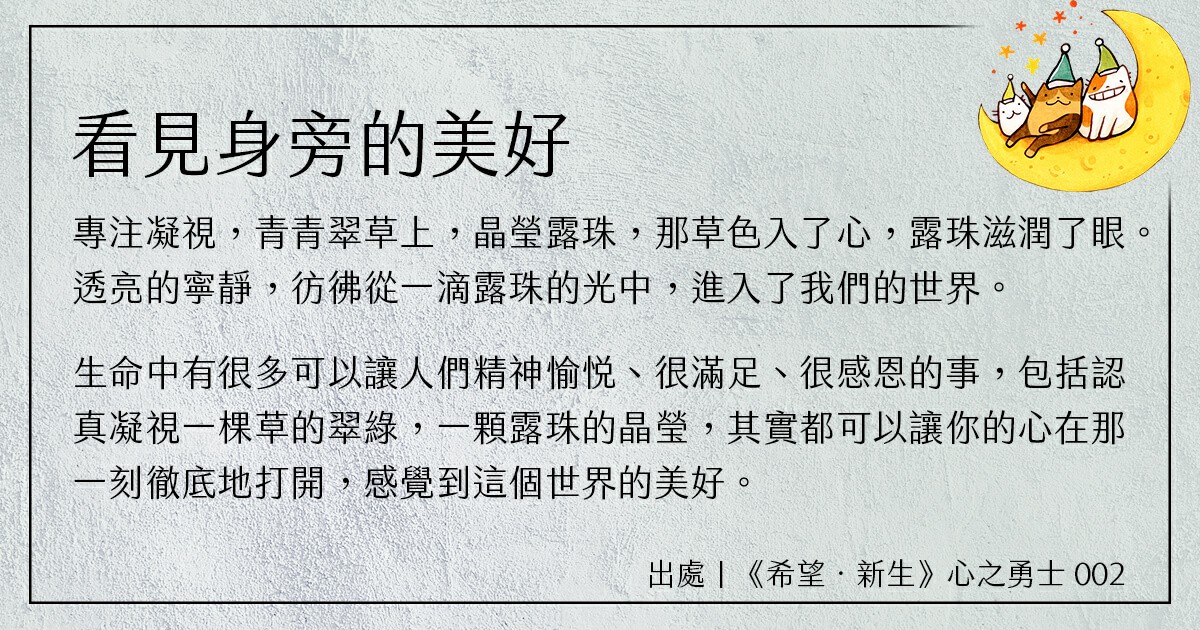 看見身旁的美好
專注凝視，青青翠草上，晶瑩露珠，那草色入了心，露珠滋潤了眼。
透亮的寧靜，彷彿從一滴露珠的光中，進入了我們的世界。
生命中有很多可以讓人們精神愉悅、很滿足、很感恩的事，包括認
真凝視一棵草的翠綠，一顆露珠的晶瑩，其實都可以讓你的心在那
一刻徹底地打開，感覺到這個世界的美好。
出處 | 《希望．新生》心之勇士 002